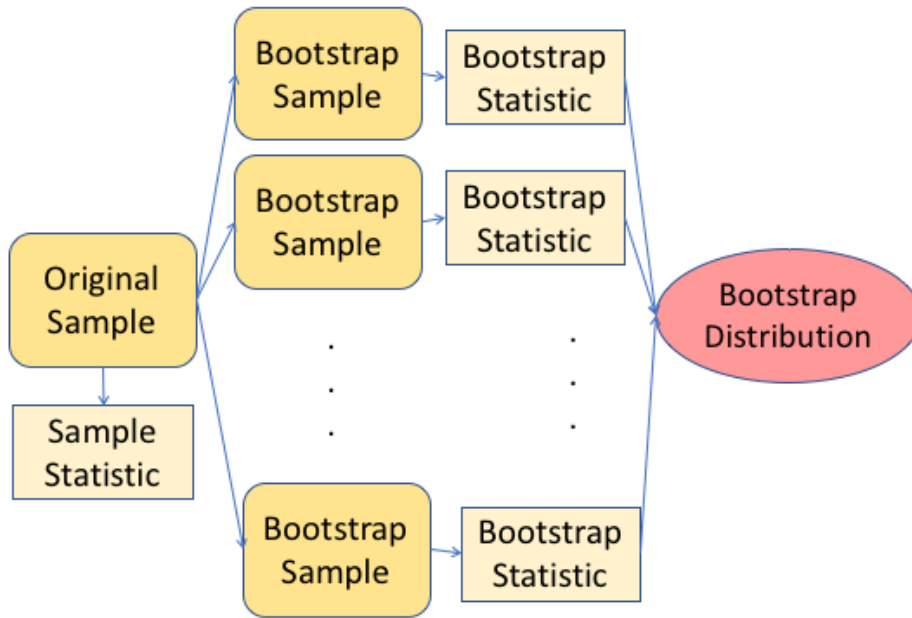 Bootstrap
Sample
Bootstrap
Statistic
Bootstrap
Sample
Bootstrap
Statistic
Original
Sample
Sample
Statistic
Bootstrap
Distribution
.
.
.
.
.
.
Bootstrap
Sample
Bootstrap
Statistic